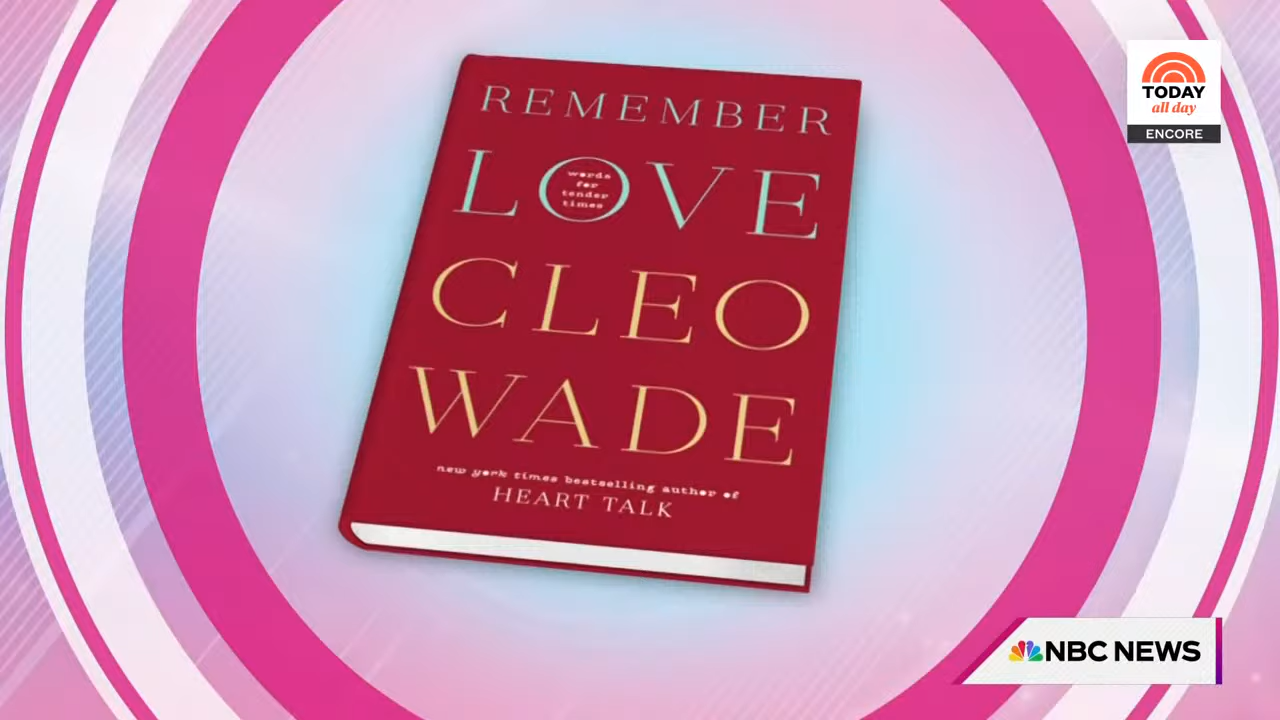 REMEMBER
LOVE
words
for
tender
times
CLEO
WADE
new york times bestselling author of
HEART TALK
TODAY
all day
ENCORE
NBC NEWS